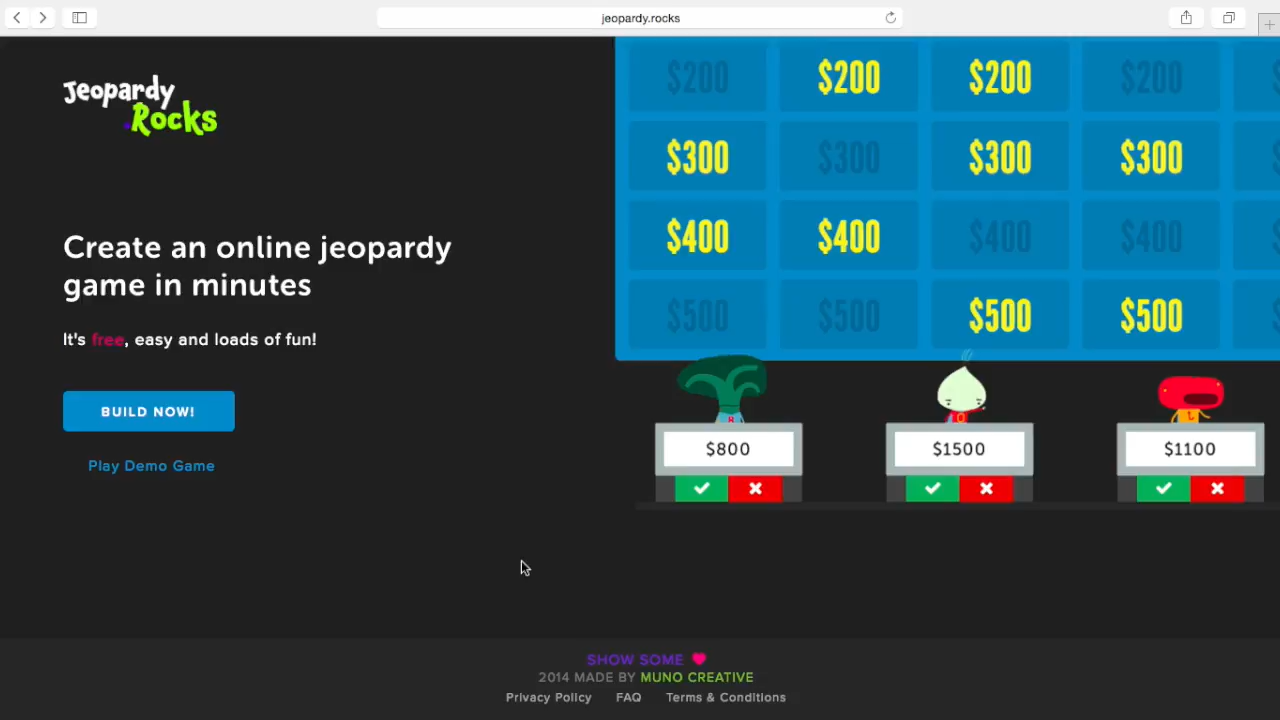 jeopardy.rocks
Jeopardy
.Rocks
$200 $200 $200 $200
$300 $300 $300 $300
$400 $400 $400 $400
$500 $500 $500 $500
Create an online jeopardy
game in minutes
It's free, easy and loads of fun!
BUILD NOW!
Play Demo Game
$800 $1500 $1100
SHOW SOME
2014 MADE BY MUNO CREATIVE
Privacy Policy FAQ Terms & Conditions